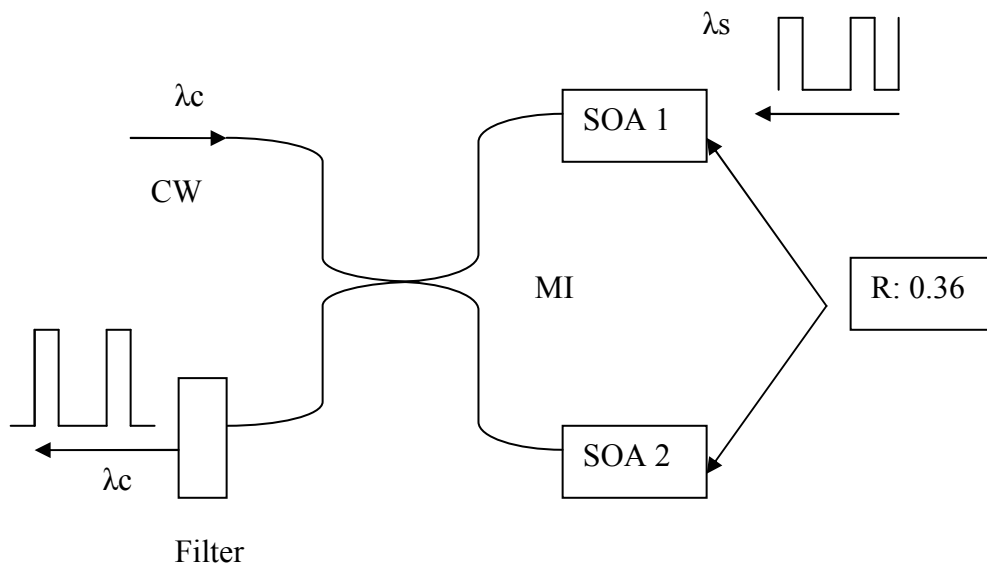 λs
λc
SOA 1
CW
MI
R: 0.36
SOA 2
λc
Filter